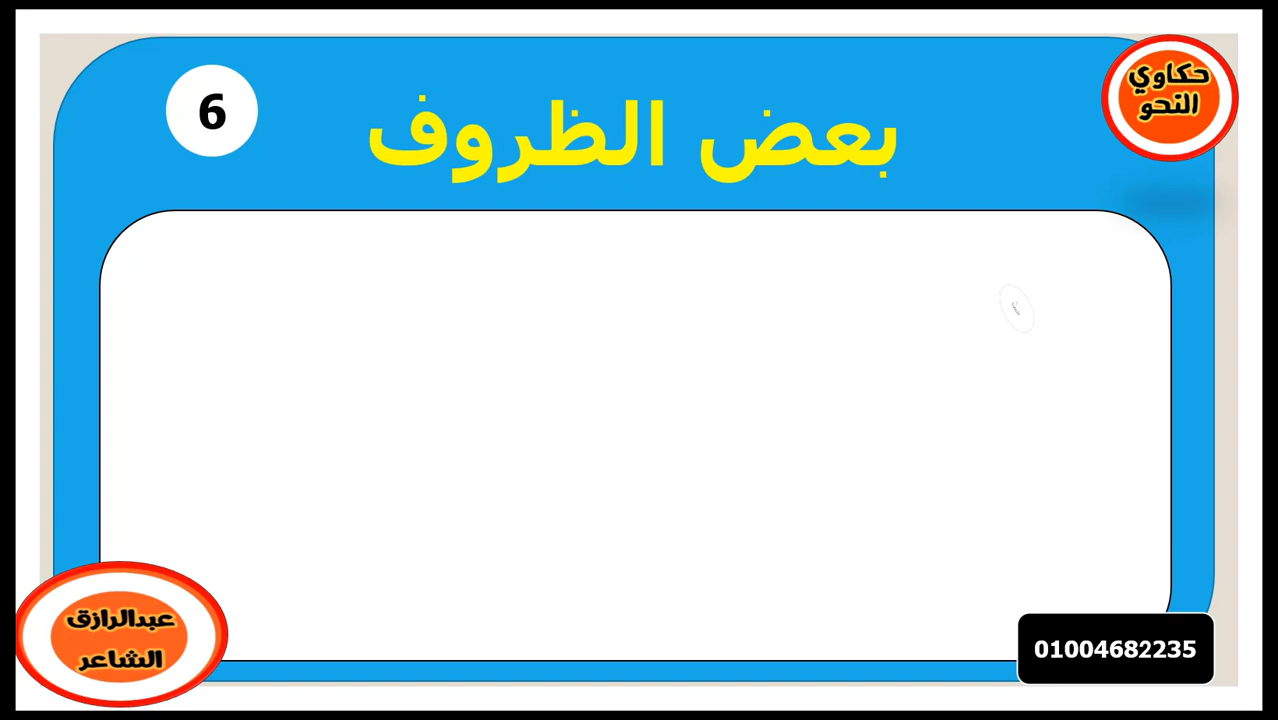 حكاوي
النحو
بعض الظروف
6
عبدالرازق
الشاعر
01004682235